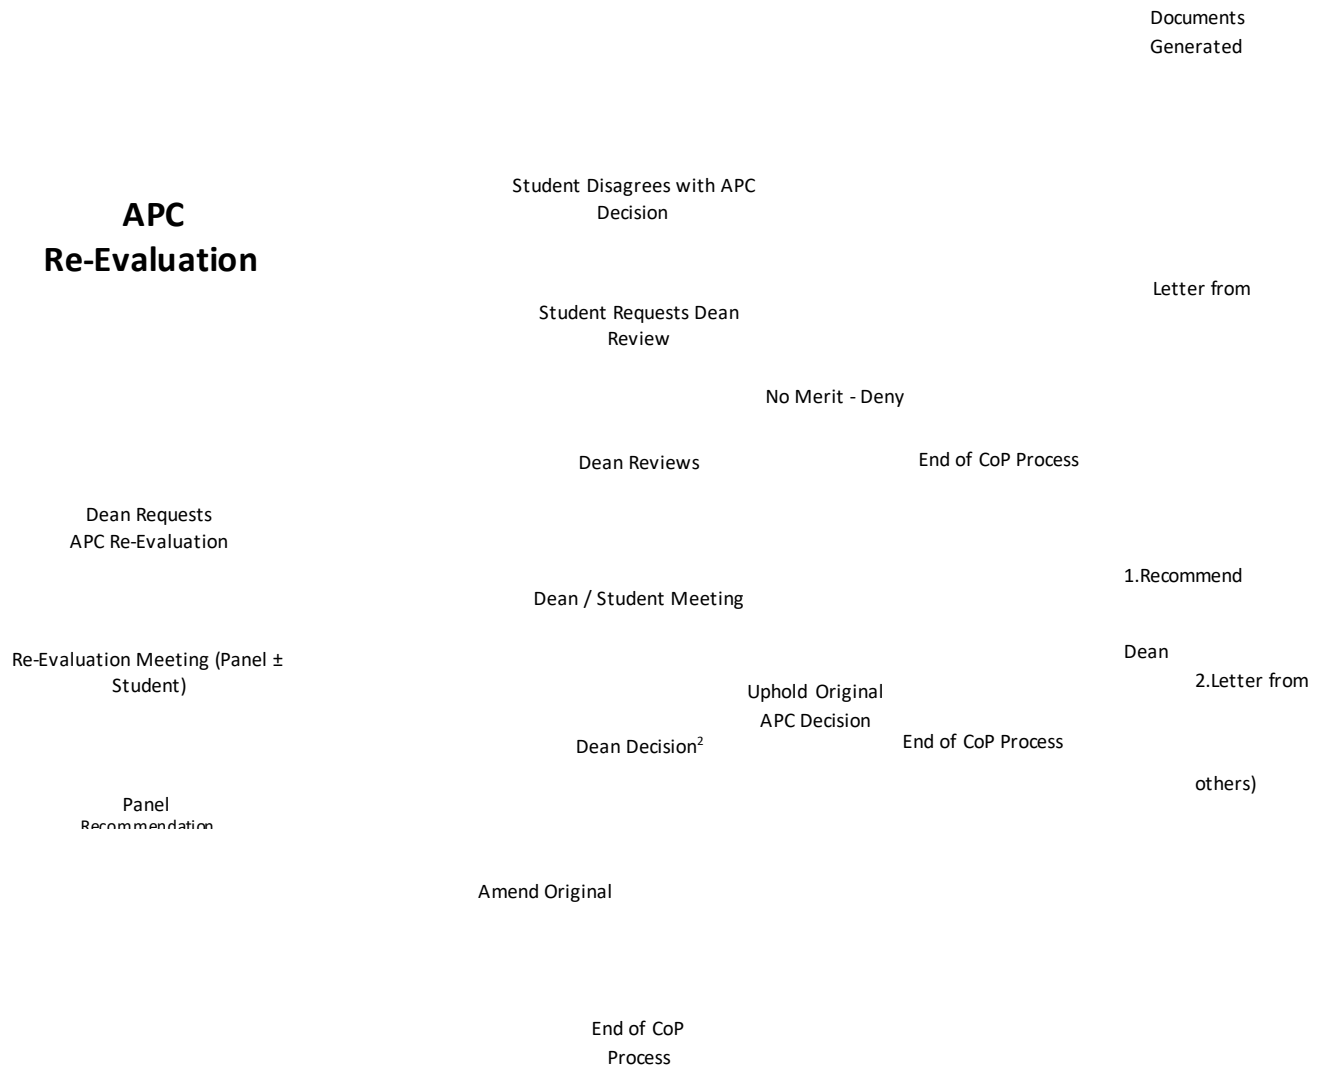 Documents
Generated
Student Disagrees with APC
Decision
APC
Re-Evaluation
Letter from
Student Requests Dean
Review
No Merit - Deny
Dean Reviews
End of CoP Process
Dean Requests
APC Re-Evaluation
1.Recommend
Dean / Student Meeting
Dean
Re-Evaluation Meeting (Panel ±
Student)
2.Letter from
Uphold Original
APC Decision
Dean Decision²
End of CoP Process
others)
Panel
Recommendation
Amend Original
End of CoP
Process